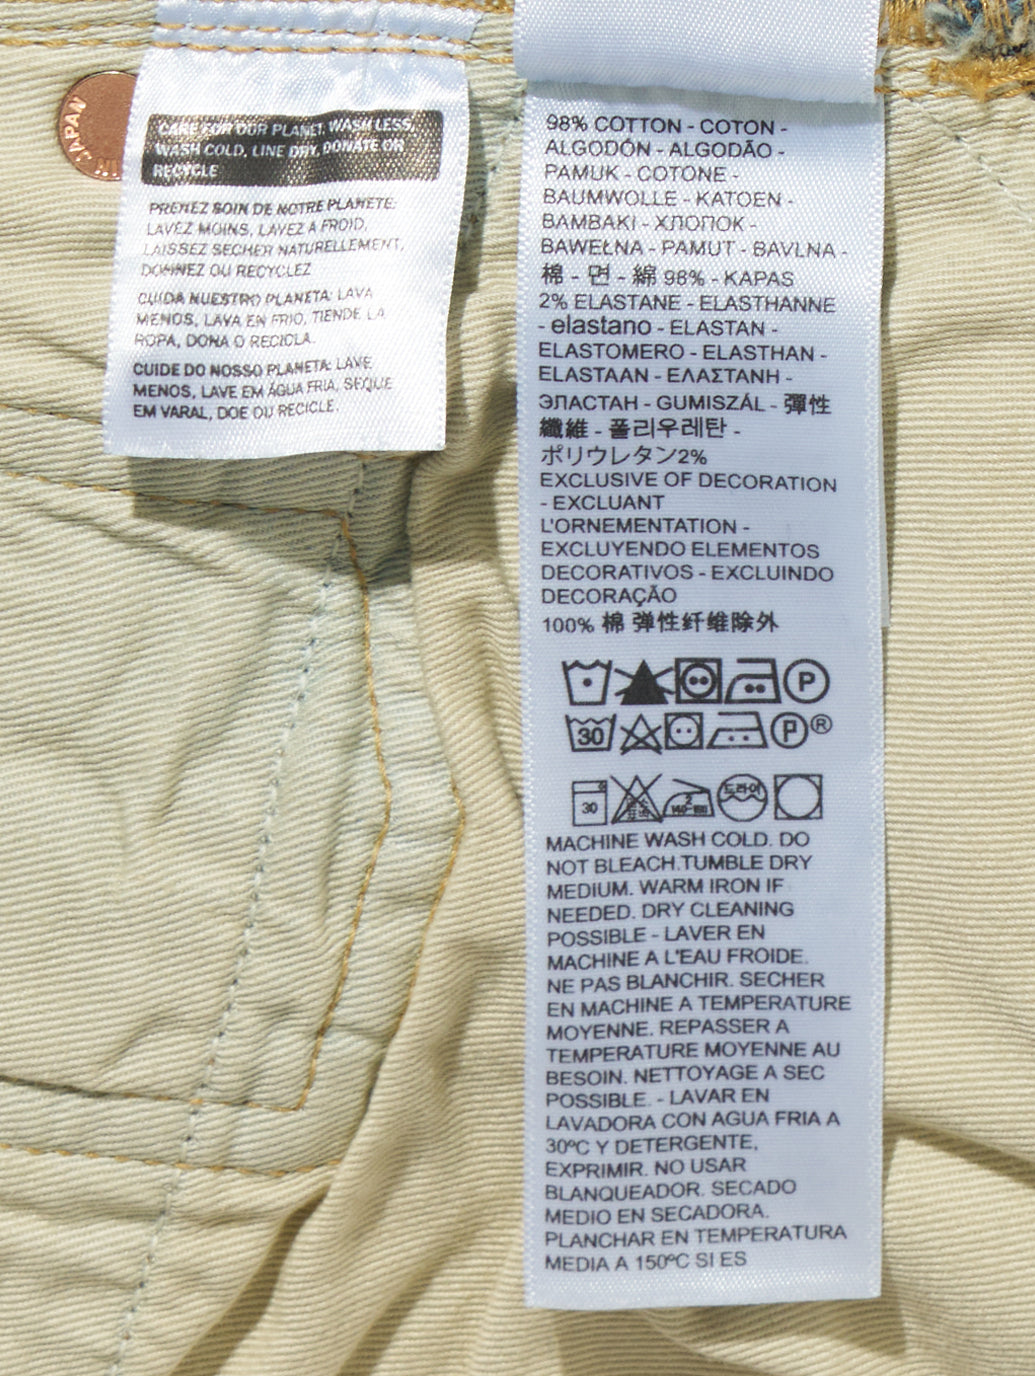 JAPAN
CARE FOR OUR PLANET. WASH LESS,
WASH COLD, LINE DRY, DONATE OR
RECYCLE
PRENEZ SOIN DE NOTRE PLANÈTE:
LAVEZ MOINS, LAVEZ A FROID,
LAISSEZ SECHER NATURELLEMENT,
DONNEZ OU RECYCLEZ
CUIDA NUESTRO PLANETA: LAVA
MENOS, LAVA EN FRIO, TIENDE LA
ROPA, DONA O RECICLA.
CUIDE DO NOSSO PLANETA: LAVE
MENOS, LAVE EM ÁGUA FRIA, SEQUE
EM VARAL, DOE OU RECICLE.
98% COTTON - COTON -
ALGODÓN - ALGODÃO -
PAMUK - COTONE -
BAUMWOLLE - KATOEN -
BAMBAKI - ХЛОПОК -
BAWEŁNA - PAMUT - BAVLNA -
棉 - 면 - 綿 98% - KAPAS
2% ELASTANE - ELASTHANNE
- elastano - ELASTAN -
ELASTOMERO - ELASTHAN -
ELASTAAN - ΕΛΑΣΤΑΝΗ -
ЭЛАСТАН - GUMISZÁL - 彈性
纖維 - 폴리우레탄 -
ポリウレタン2%
EXCLUSIVE OF DECORATION
- EXCLUANT
L'ORNEMENTATION -
EXCLUYENDO ELEMENTOS
DECORATIVOS - EXCLUINDO
DECORAÇÃO
100% 棉 弹性纤维除外
P
30 P ®
30 드라이
MACHINE WASH COLD. DO
NOT BLEACH.TUMBLE DRY
MEDIUM. WARM IRON IF
NEEDED. DRY CLEANING
POSSIBLE - LAVER EN
MACHINE A L'EAU FROIDE.
NE PAS BLANCHIR. SECHER
EN MACHINE A TEMPERATURE
MOYENNE. REPASSER A
TEMPERATURE MOYENNE AU
BESOIN. NETTOYAGE A SEC
POSSIBLE. - LAVAR EN
LAVADORA CON AGUA FRIA A
30ºC Y DETERGENTE,
EXPRIMIR. NO USAR
BLANQUEADOR. SECADO
MEDIO EN SECADORA.
PLANCHAR EN TEMPERATURA
MEDIA A 150ºC SI ES